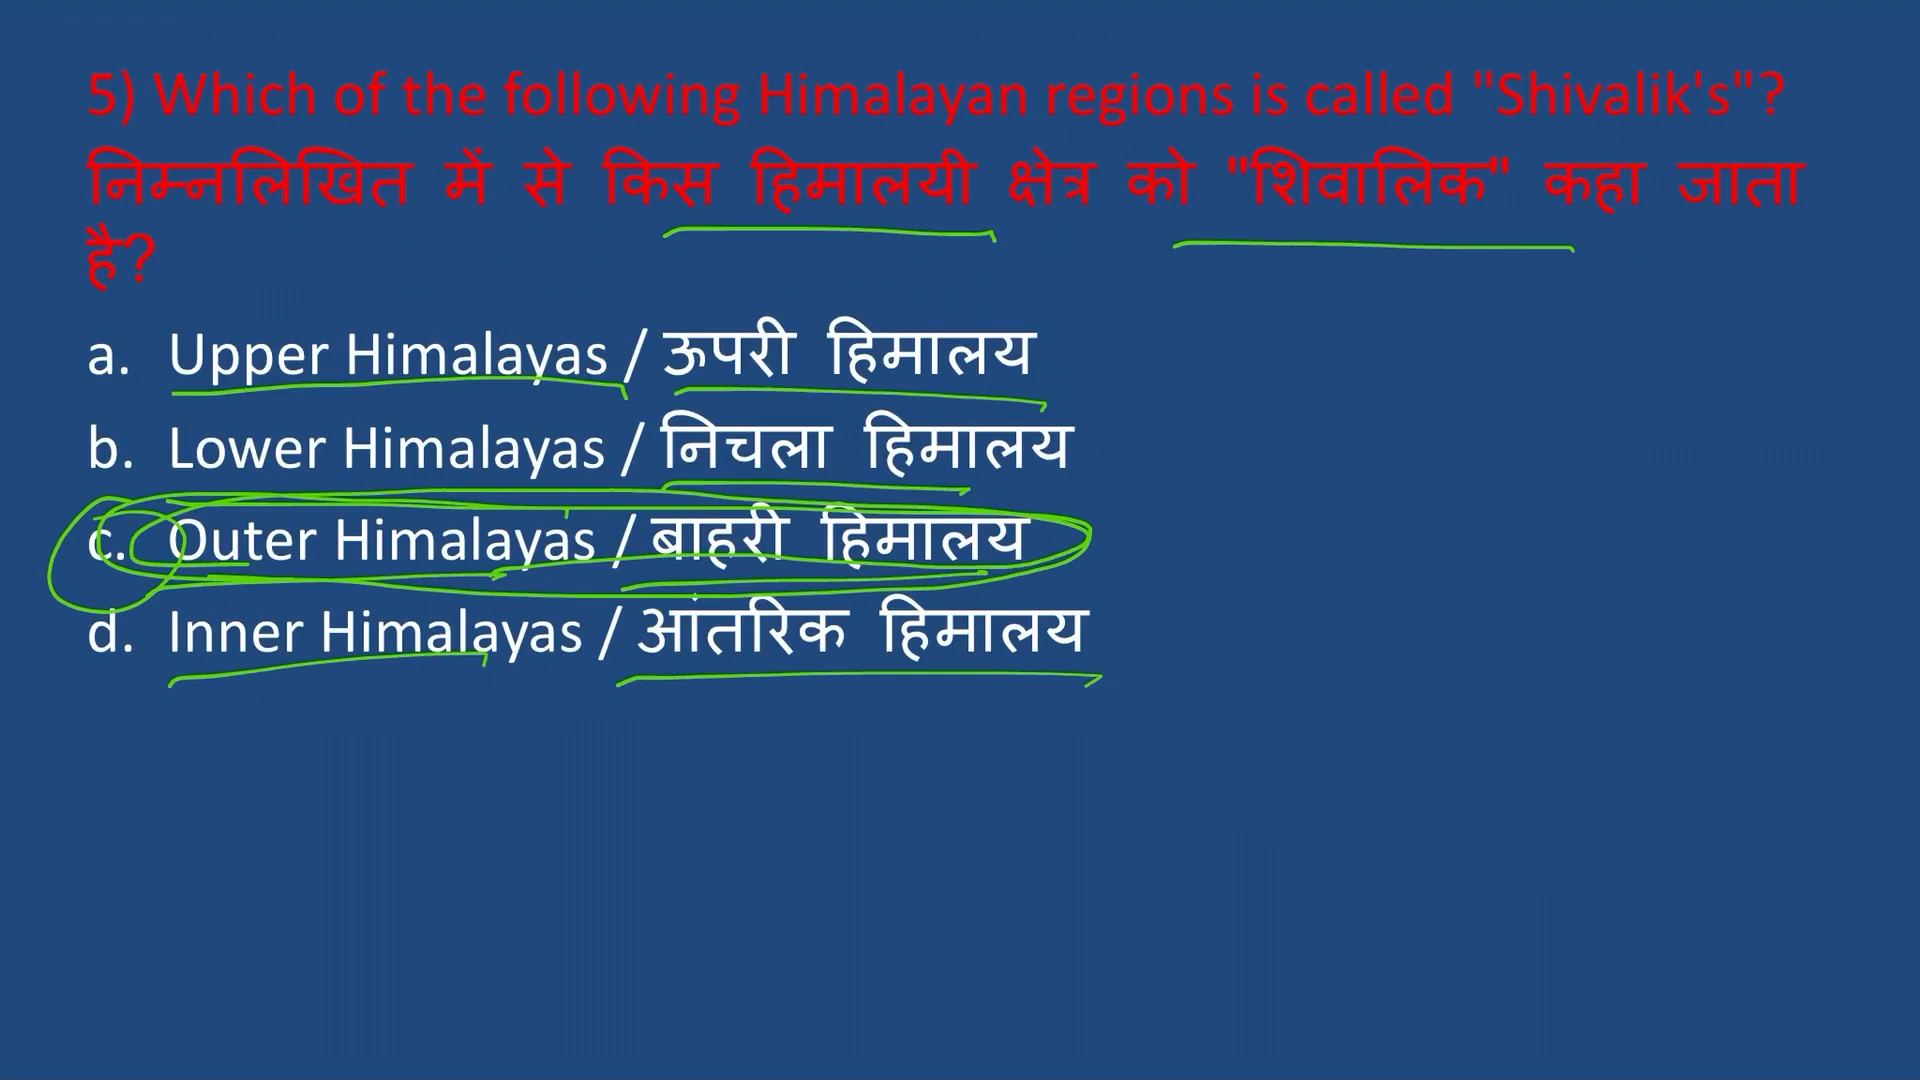 5) Which of the following Himalayan regions is called "Shivalik's"?
निम्नलिखित में से किस हिमालयी क्षेत्र को "शिवालिक" कहा जाता
है?
a. Upper Himalayas / ऊपरी हिमालय
b. Lower Himalayas / निचला हिमालय
c. Outer Himalayas / बाहरी हिमालय
d. Inner Himalayas / आंतरिक हिमालय